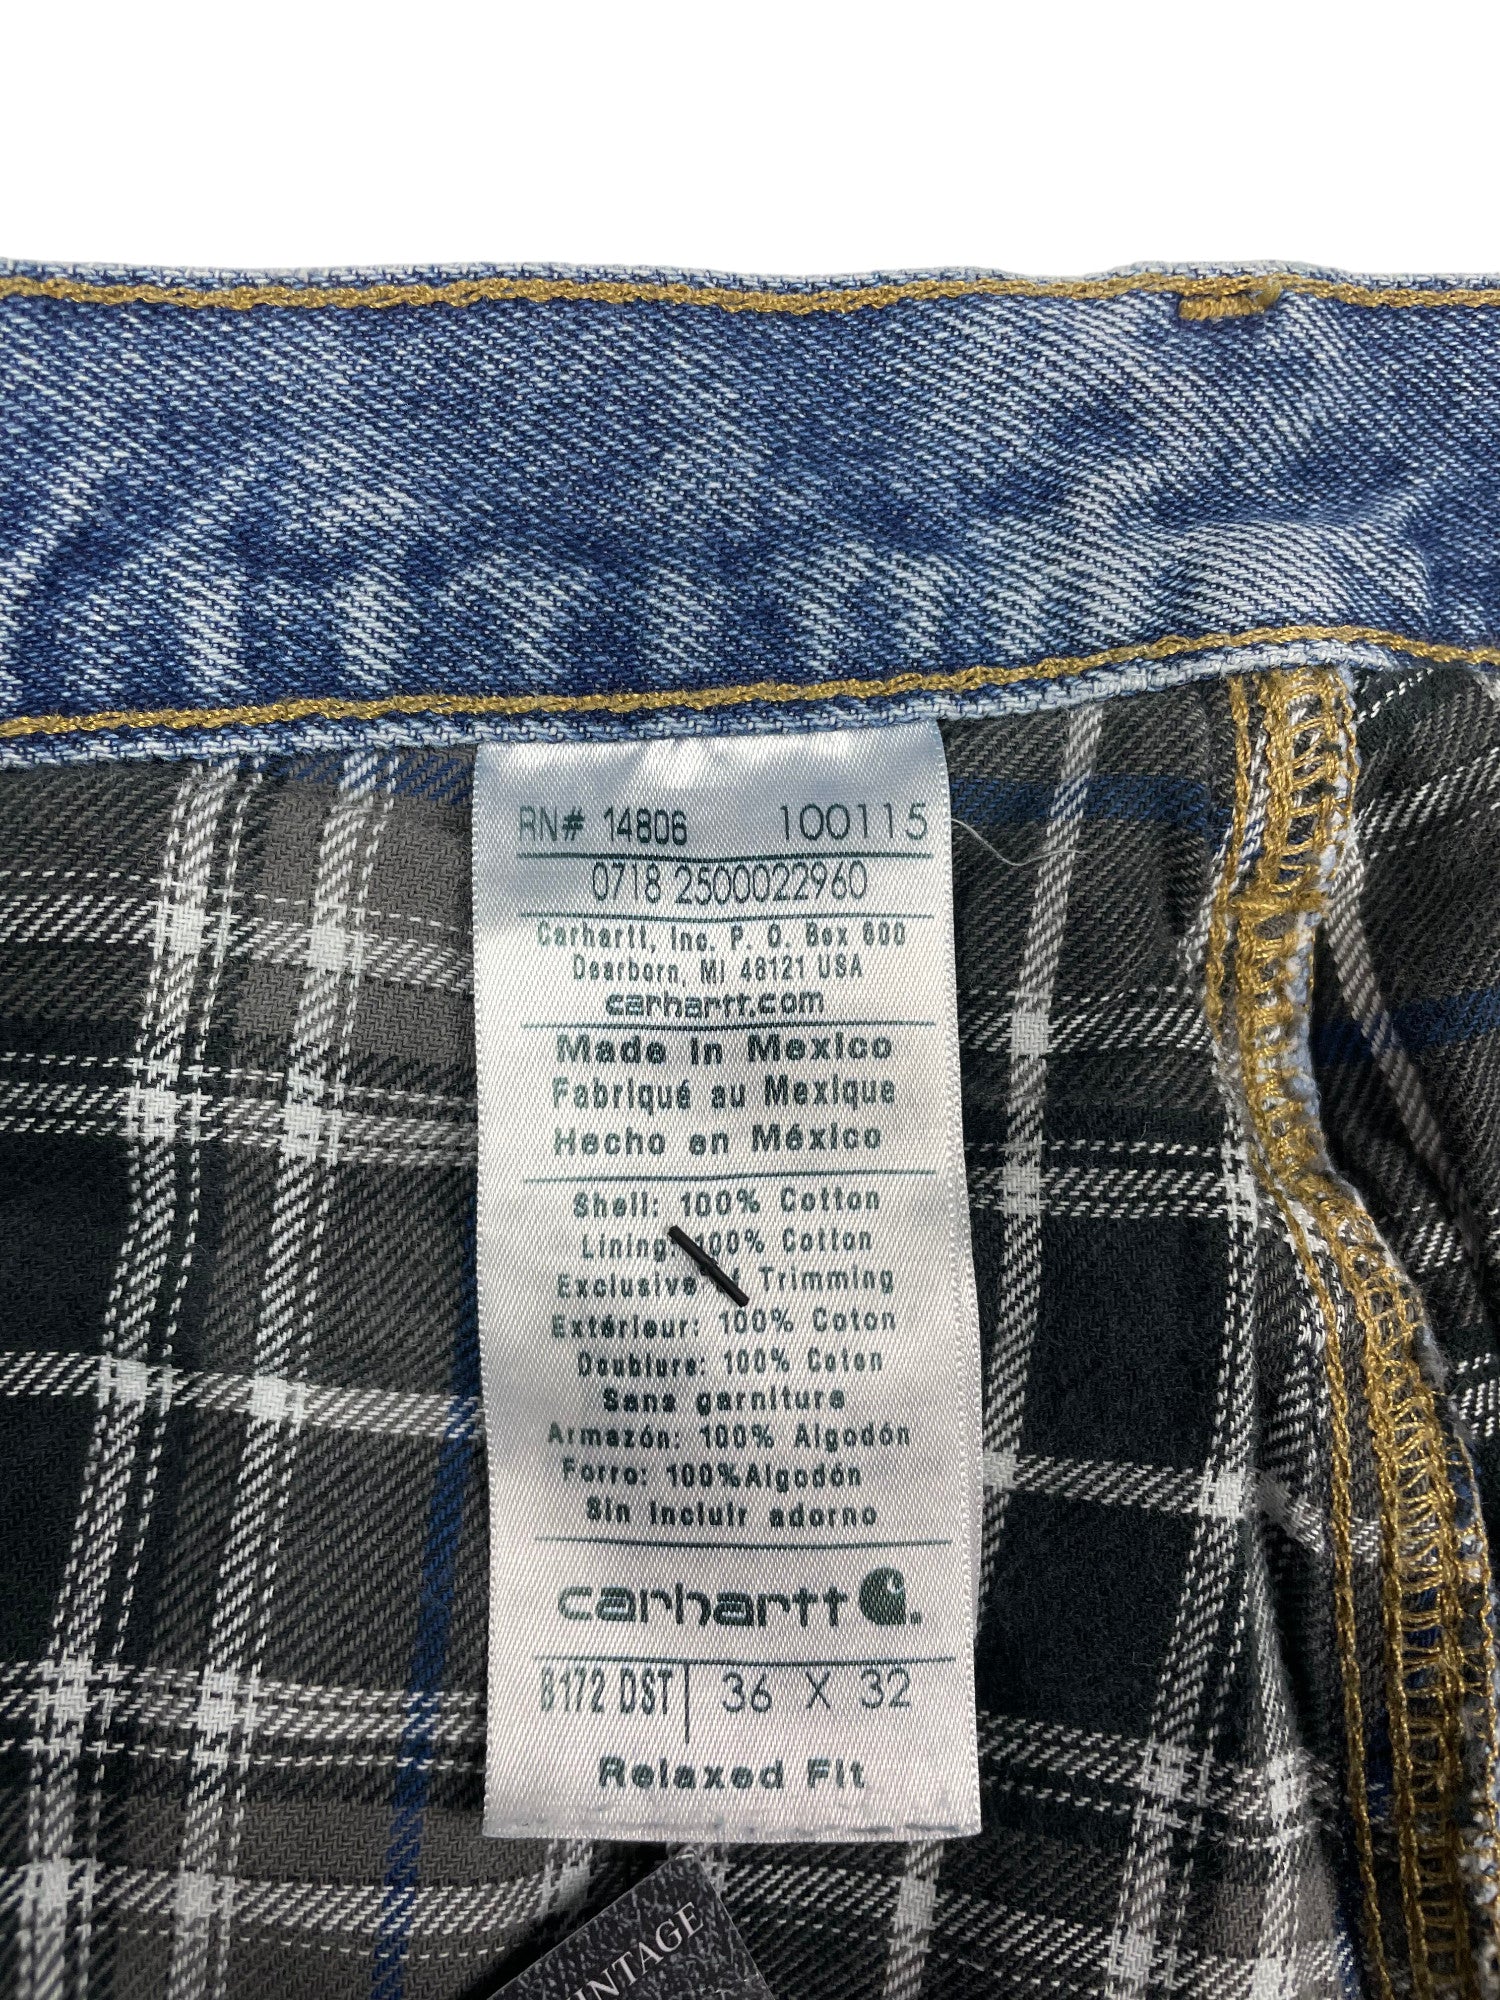 RN# 14806 100115
0718 2500022960
Carhartt, Inc. P. O. Box 600
Dearborn, MI 48121 USA
carhartt.com
Made in Mexico
Fabriqué au Mexique
Hecho en México
Shell: 100% Cotton
Lining: 100% Cotton
Exclusive of Trimming
Extérieur: 100% Coton
Doublure: 100% Coton
Sans garniture
Armazón: 100% Algodón
Forro: 100%Algodón
Sin incluir adorno
carhartt
B172 DST 36 X 32
Relaxed Fit
VINTAGE